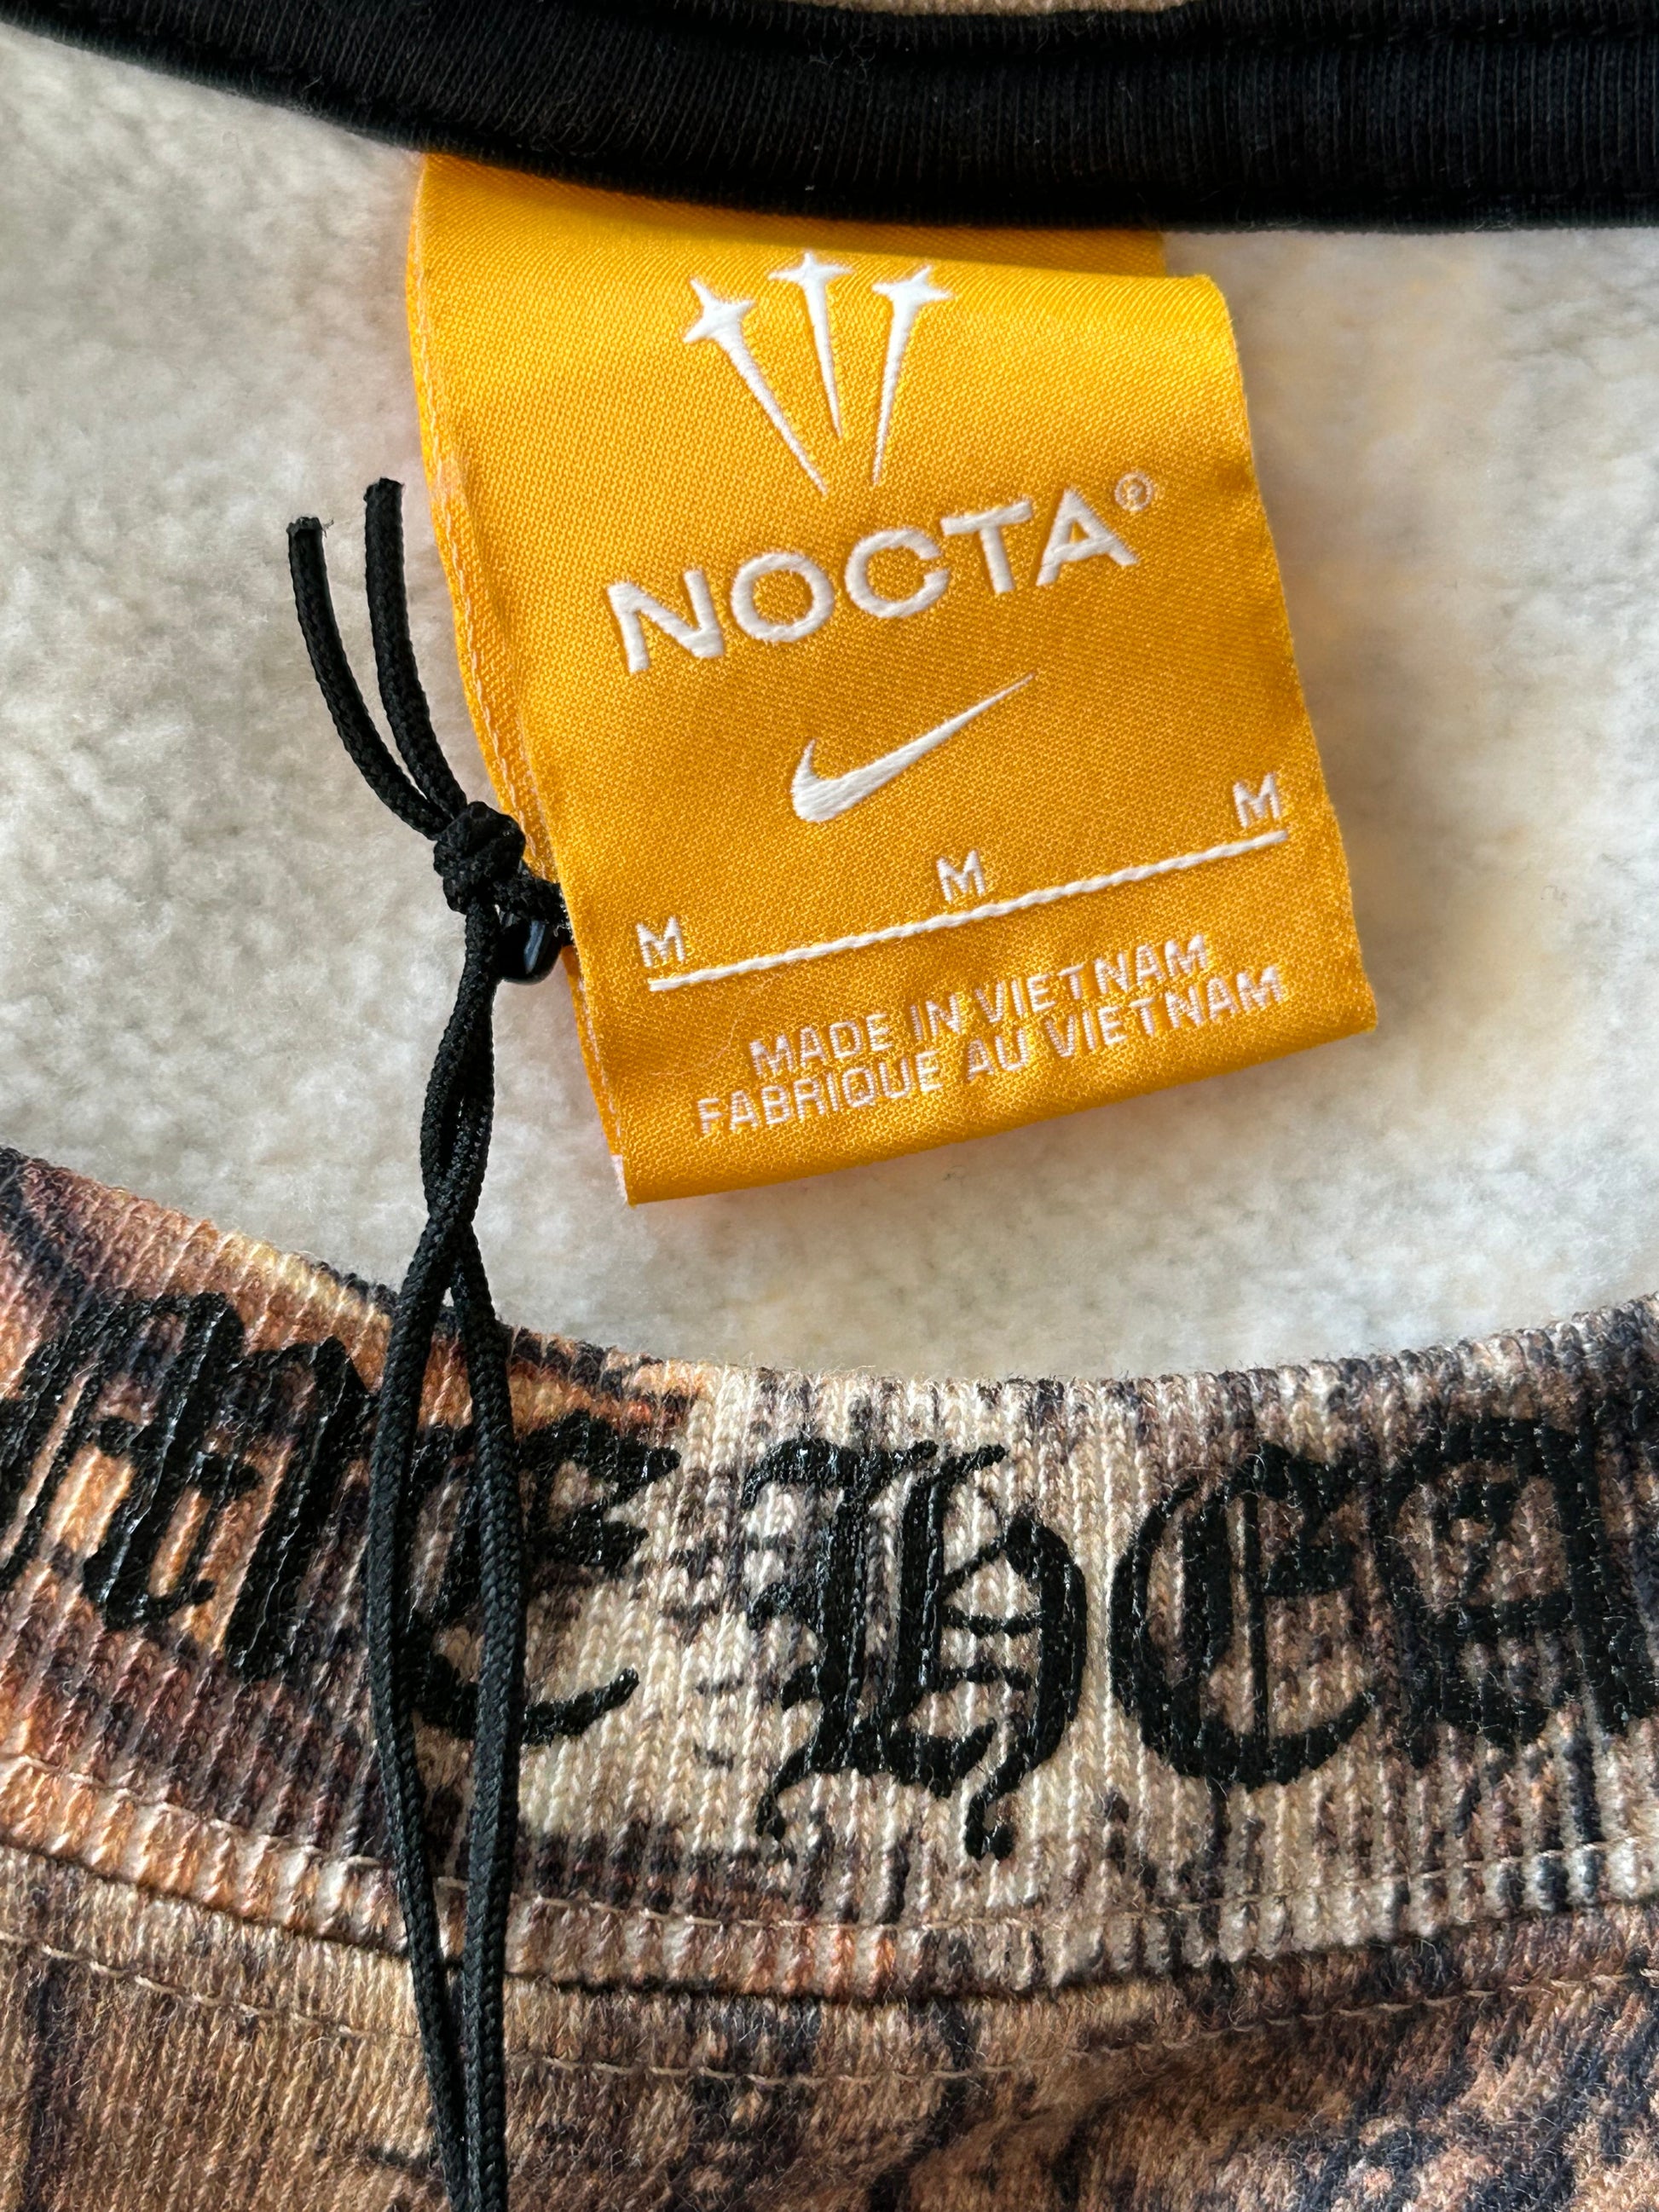 NOCTA®
M M M
MADE IN VIETNAM
FABRIQUE AU VIETNAM